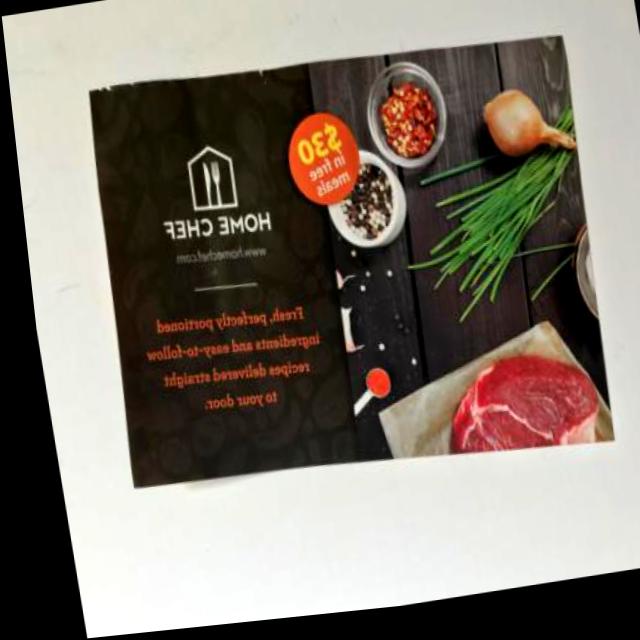 $30
in free
meals
HOME CHEF
www.homechef.com
Fresh, perfectly portioned
ingredients and easy-to-follow
recipes delivered straight
to your door.